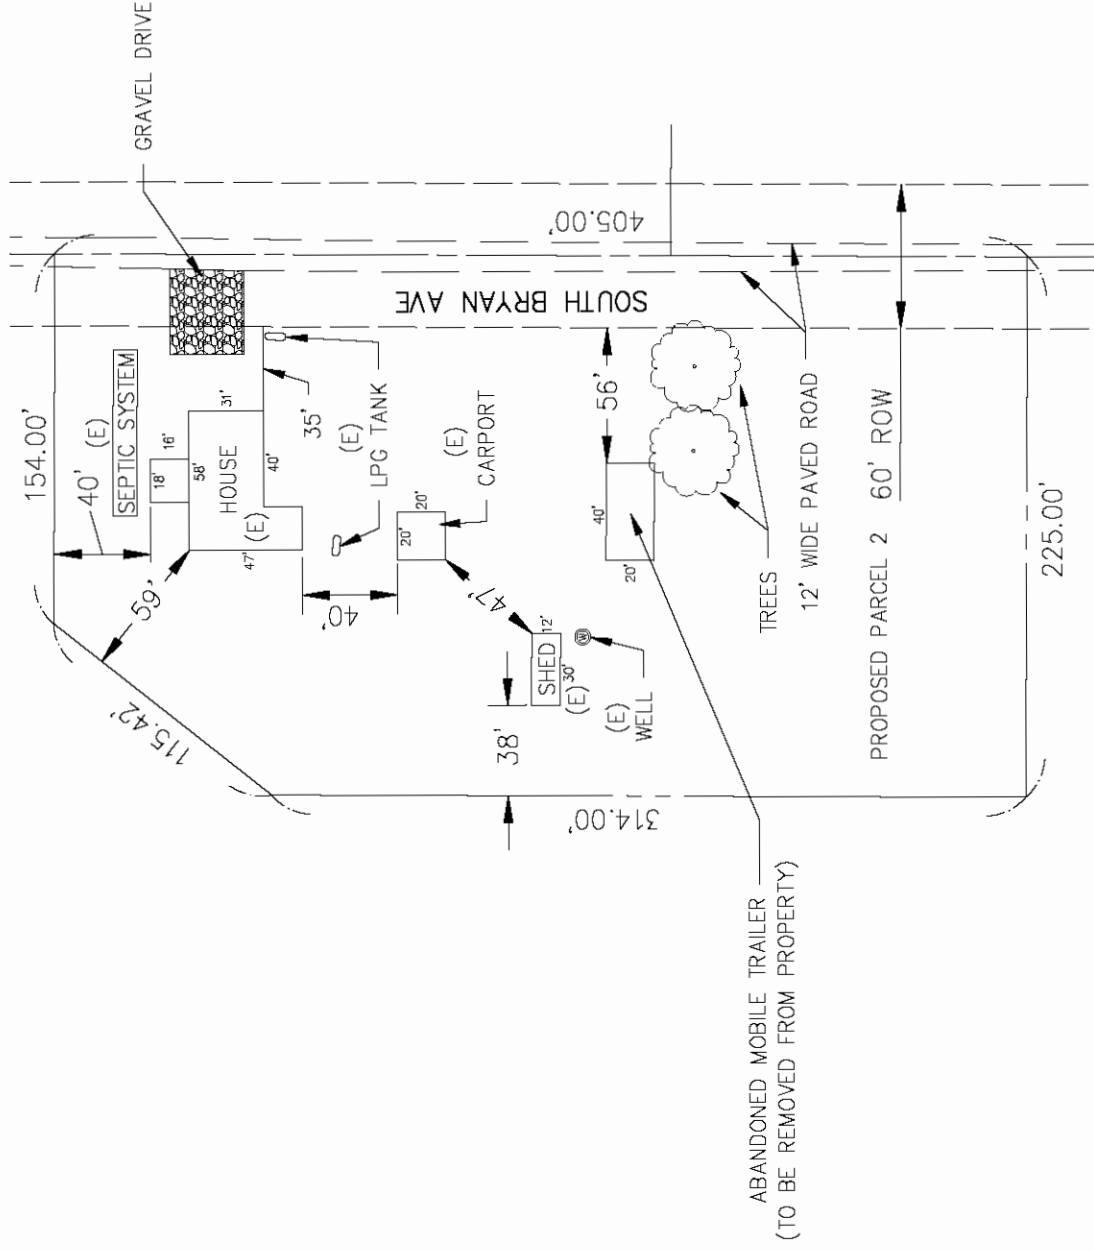 GRAVEL DRIVE
154.00'
40'
(E)
SEPTIC SYSTEM
18'
16'
58'
31'
HOUSE
(E)
47'
40'
35'
59'
115.42'
405.00'
SOUTH BRYAN AVE
(E)
LPG TANK
40'
20'
20'
(E)
CARPORT
47'
56'
SHED
12'
30'
(E)
38'
W
(E)
WELL
40'
20'
314.00'
TREES
12' WIDE PAVED ROAD
PROPOSED PARCEL 2
60' ROW
225.00'
ABANDONED MOBILE TRAILER
(TO BE REMOVED FROM PROPERTY)